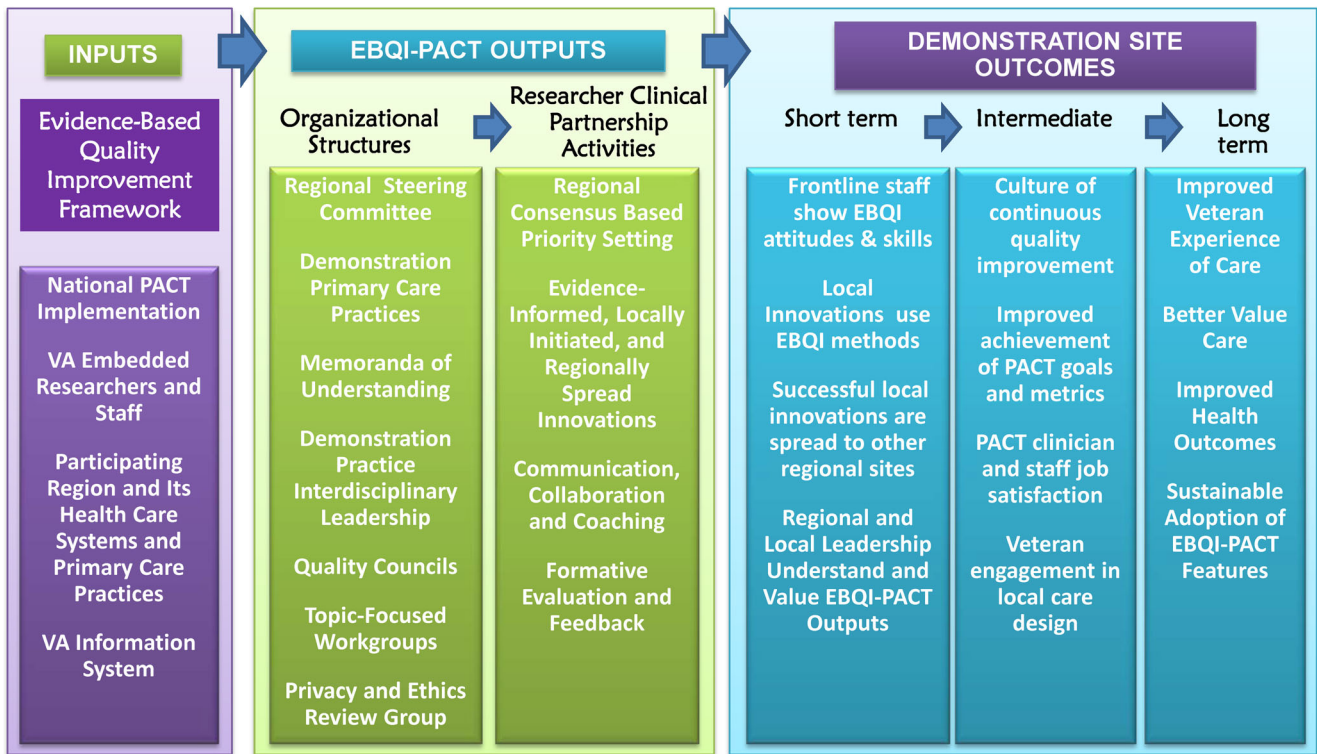 INPUTS
Evidence-Based
Quality
Improvement
Framework
National PACT
Implementation
VA Embedded
Researchers and
Staff
Participating
Region and Its
Health Care
Systems and
Primary Care
Practices
VA Information
System
EBQI-PACT OUTPUTS
Organizational
Structures
Regional Steering
Committee
Demonstration
Primary Care
Practices
Memoranda of
Understanding
Demonstration
Practice
Interdisciplinary
Leadership
Quality Councils
Topic-Focused
Workgroups
Privacy and Ethics
Review Group
Researcher Clinical
Partnership
Activities
Regional
Consensus Based
Priority Setting
Evidence-
Informed, Locally
Initiated, and
Regionally
Spread
Innovations
Communication,
Collaboration
and Coaching
Formative
Evaluation and
Feedback
DEMONSTRATION SITE
OUTCOMES
Short term
Frontline staff
show EBQI
attitudes & skills
Local
Innovations use
EBQI methods
Successful local
innovations are
spread to other
regional sites
Regional and
Local Leadership
Understand and
Value EBQI-PACT
Outputs
Intermediate
Culture of
continuous
quality
improvement
Improved
achievement
of PACT goals
and metrics
PACT clinician
and staff job
satisfaction
Veteran
engagement in
local care
design
Long
term
Improved
Veteran
Experience
of Care
Better Value
Care
Improved
Health
Outcomes
Sustainable
Adoption of
EBQI-PACT
Features